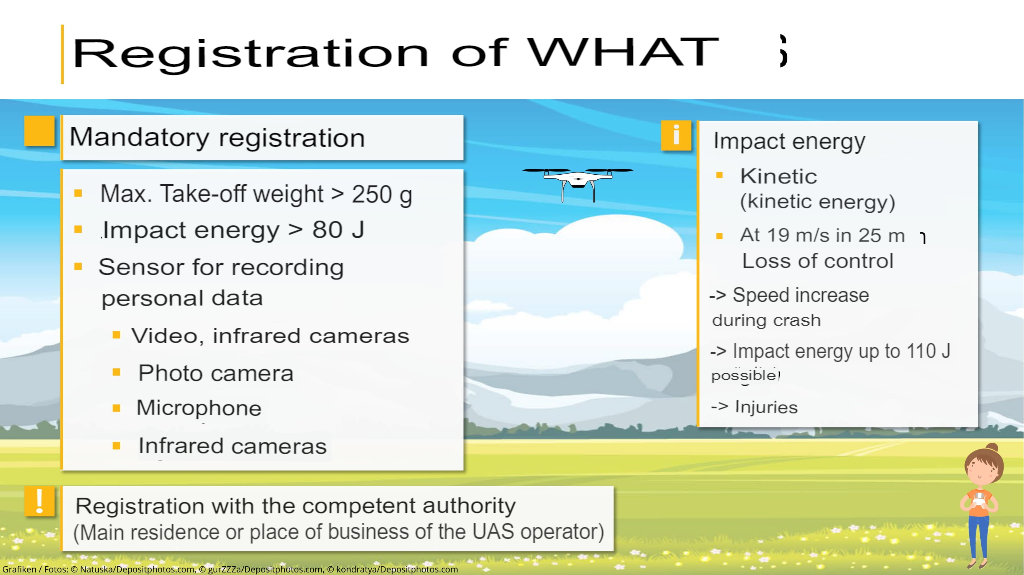 Registration of WHAT S
Mandatory registration
Max. Take-off weight > 250 g
Impact energy > 80 J
Sensor for recording
personal data
Video, infrared cameras
Photo camera
Microphone
Infrared cameras
i
Impact energy
Kinetic
(kinetic energy)
At 19 m/s in 25 m
Loss of control
-> Speed increase
during crash
-> Impact energy up to 110 J
possible
-> Injuries
!
Registration with the competent authority
(Main residence or place of business of the UAS operator)
Grafiken / Fotos: © Natuska/Depositphotos.com, © gurZZZa/Depositphotos.com, © kondratya/Depositphotos.com